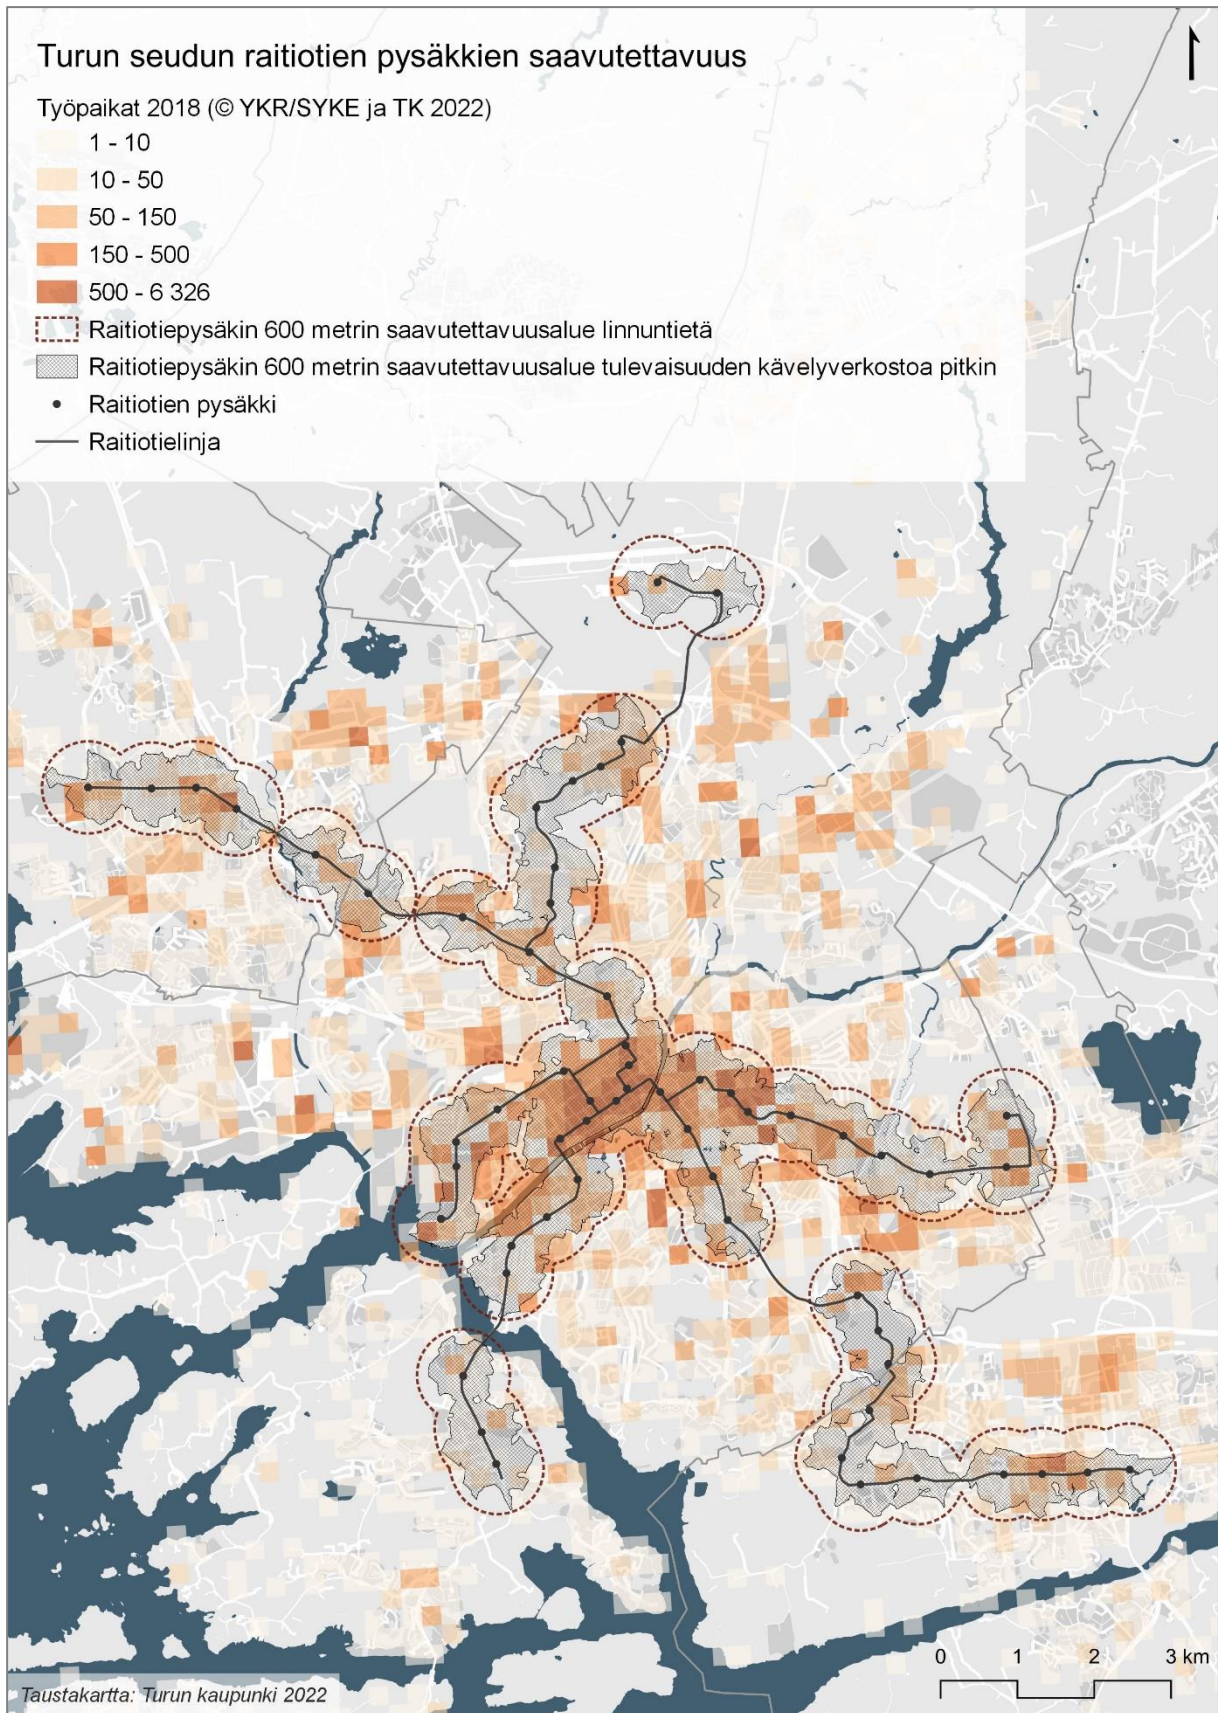 Turun seudun raitiotien pysäkkien saavutettavuus
Työpaikat 2018 (© YKR/SYKE ja TK 2022)
1 - 10
10 - 50
50 - 150
150 - 500
500 - 6 326
Raitiotiepysäkin 600 metrin saavutettavuusalue linnuntietä
Raitiotiepysäkin 600 metrin saavutettavuusalue tulevaisuuden kävelyverkostoa pitkin
Raitiotien pysäkki
Raitiotielinja
0 1 2 3 km
Taustakartta: Turun kaupunki 2022